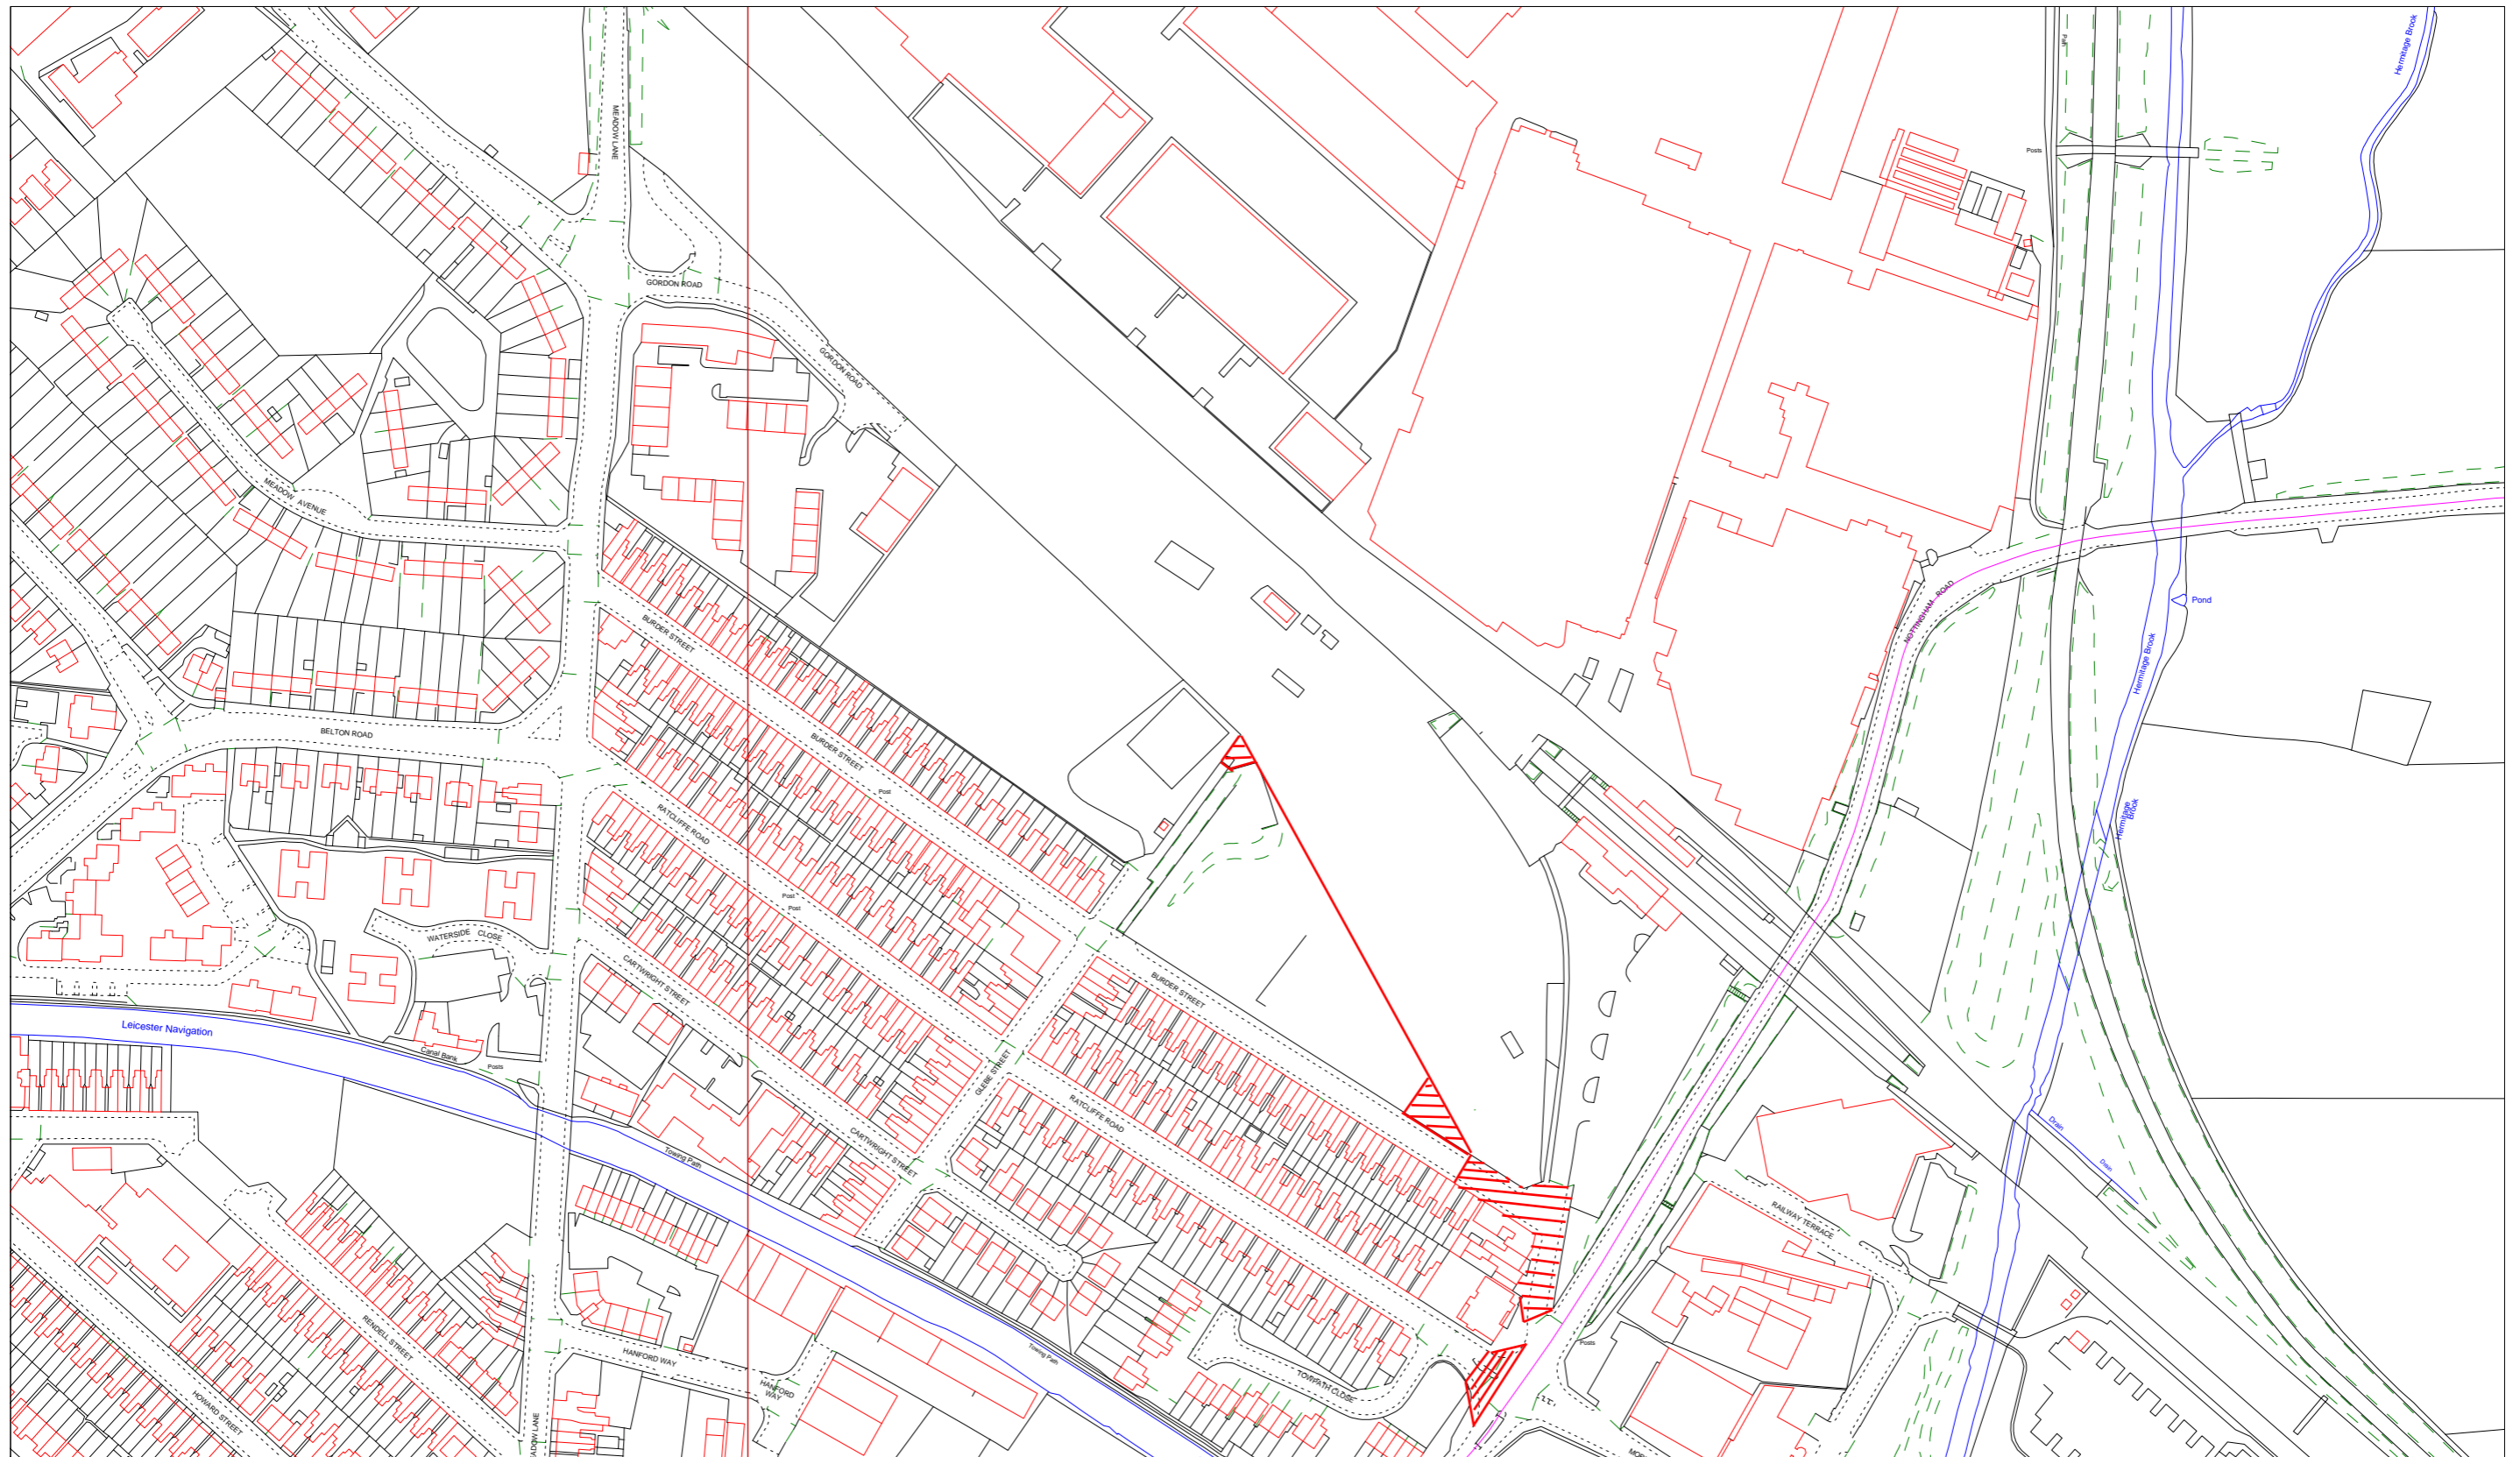 Hermitage Brook
Path
MEADOW LANE
Posts
GORDON ROAD
GORDON ROAD
MEADOW AVENUE
NOTTINGHAM ROAD
Pond
BURDER STREET
Hermitage Brook
BELTON ROAD
BURDER STREET
Post
RATCLIFFE ROAD
Hermitage
Brook
Post
Post
WATERSIDE CLOSE
CARTWRIGHT STREET
BURDER STREET
Leicester Navigation
Canal Bank
Posts
GLEBE STREET
RATCLIFFE ROAD
Drain
CARTWRIGHT STREET
Towing Path
Drain
RAILWAY TERRACE
RENDELL STREET
Posts
HANFORD WAY
Towing Path
HANFORD
WAY
TOWPATH CLOSE
HOWARD STREET
ADOW LANE
MOR